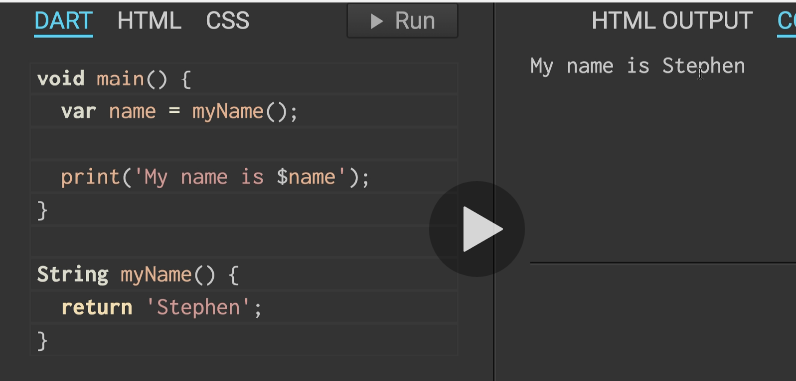 DART HTML CSS Run HTML OUTPUT
void main() {
  var name = myName();
  print('My name is $name');
}
String myName() {
  return 'Stephen';
}
My name is Stephen